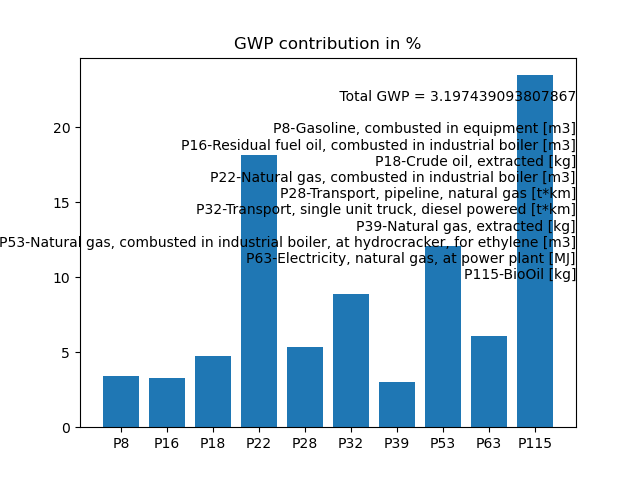 GWP contribution in %
Total GWP = 3.197439093807867
P8-Gasoline, combusted in equipment [m3]
P16-Residual fuel oil, combusted in industrial boiler [m3]
P18-Crude oil, extracted [kg]
P22-Natural gas, combusted in industrial boiler [m3]
P28-Transport, pipeline, natural gas [t*km]
P32-Transport, single unit truck, diesel powered [t*km]
P39-Natural gas, extracted [kg]
P53-Natural gas, combusted in industrial boiler, at hydrocracker, for ethylene [m3]
P63-Electricity, natural gas, at power plant [MJ]
P115-BioOil [kg]
20
15
10
5
0
P8 P16 P18 P22 P28 P32 P39 P53 P63 P115